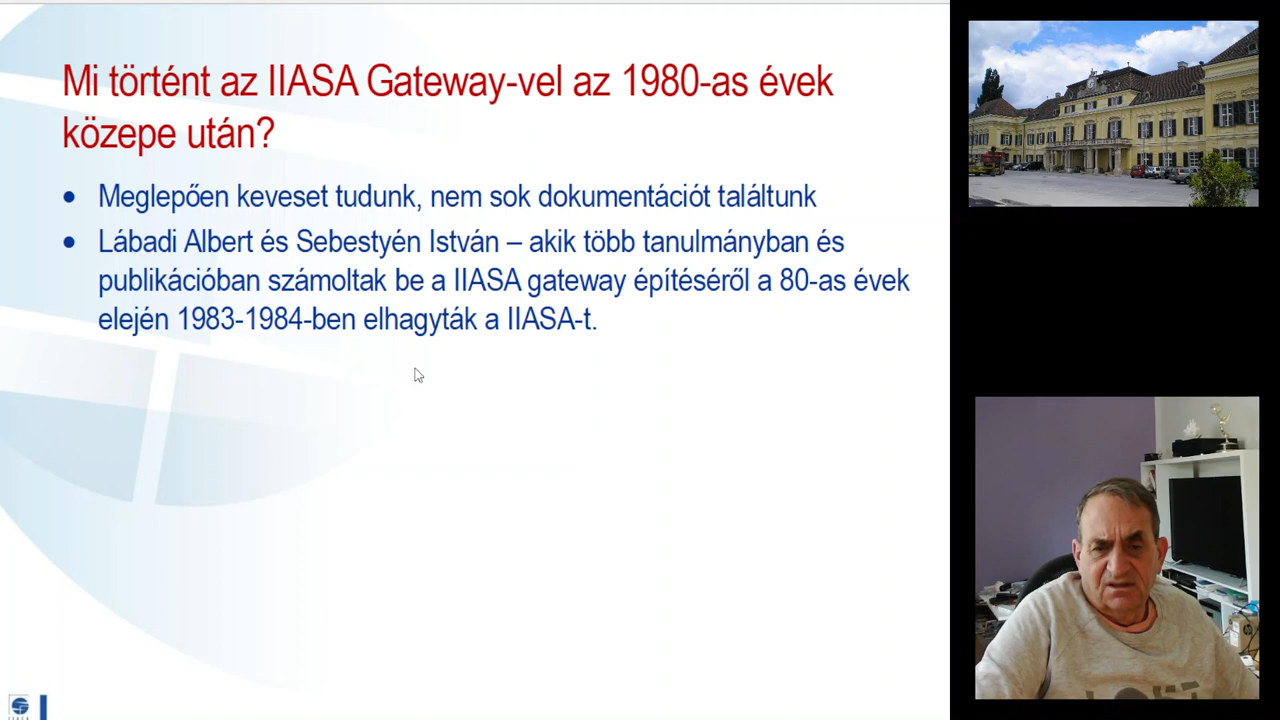 Mi történt az IIASA Gateway-vel az 1980-as évek
közepe után?
• Meglepően keveset tudunk, nem sok dokumentációt találtunk
• Lábadi Albert és Sebestyén István – akik több tanulmányban és
publikációban számoltak be a IIASA gateway építéséről a 80-as évek
elején 1983-1984-ben elhagyták a IIASA-t.
IIASA